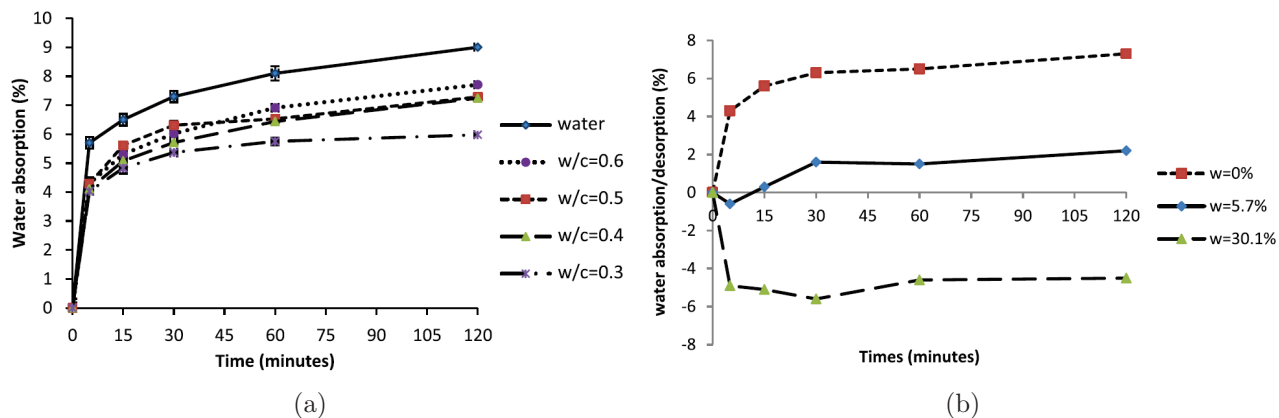 10
9
8
7
6
5
4
3
2
1
0
Water absorption (%)
0 15 30 45 60 75 90 105 120
Time (minutes)
water
w/c=0.6
w/c=0.5
w/c=0.4
w/c=0.3
(a)
8
6
4
2
0
-2
-4
-6
-8
water absorption/desorption (%)
0 15 30 45 60 75 90 105 120
Times (minutes)
w=0%
w=5.7%
w=30.1%
(b)